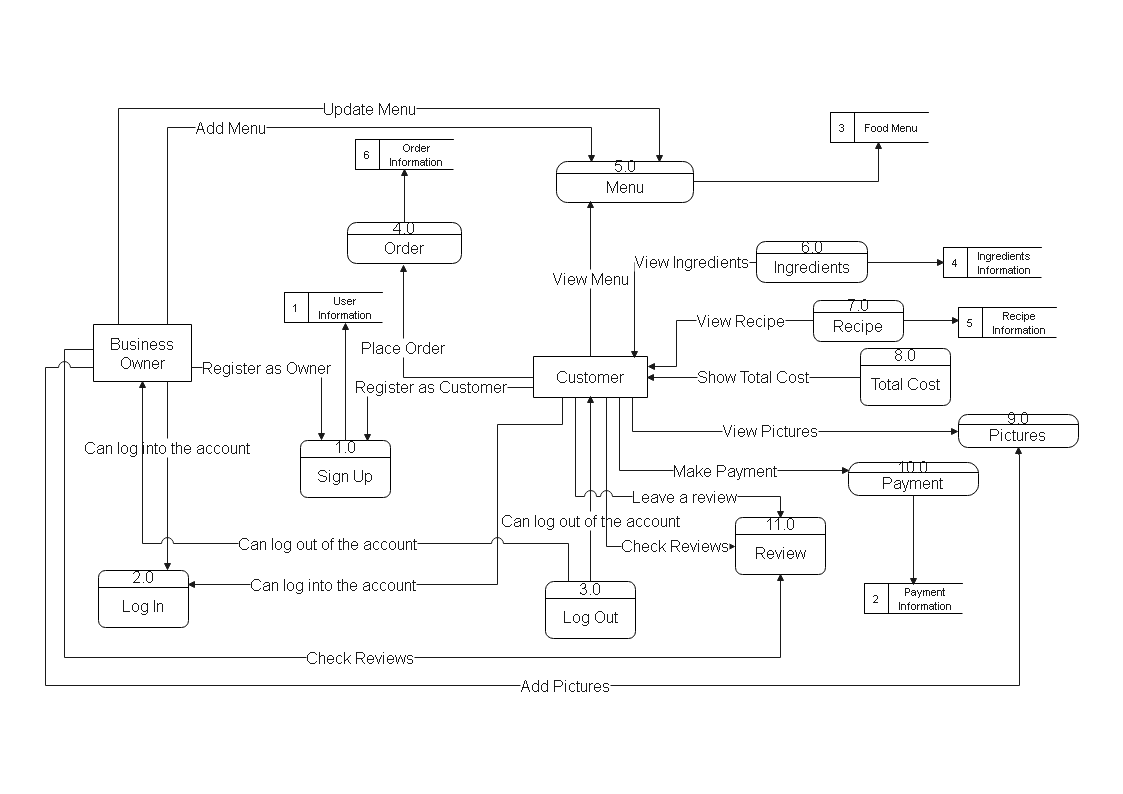 Update Menu
Add Menu
3
Food Menu
6
Order
Information
5.0
Menu
4.0
Order
View Ingredients
6.0
Ingredients
4
Ingredients
Information
View Menu
1
User
Information
View Recipe
7.0
Recipe
5
Recipe
Information
Business
Owner
Place Order
8.0
Total Cost
Register as Owner
Customer
Show Total Cost
Register as Customer
9.0
Pictures
View Pictures
Can log into the account
1.0
Sign Up
Make Payment
10.0
Payment
Leave a review
Can log out of the account
11.0
Review
Can log out of the account
Check Reviews
2.0
Log In
Can log into the account
3.0
Log Out
2
Payment
Information
Check Reviews
Add Pictures